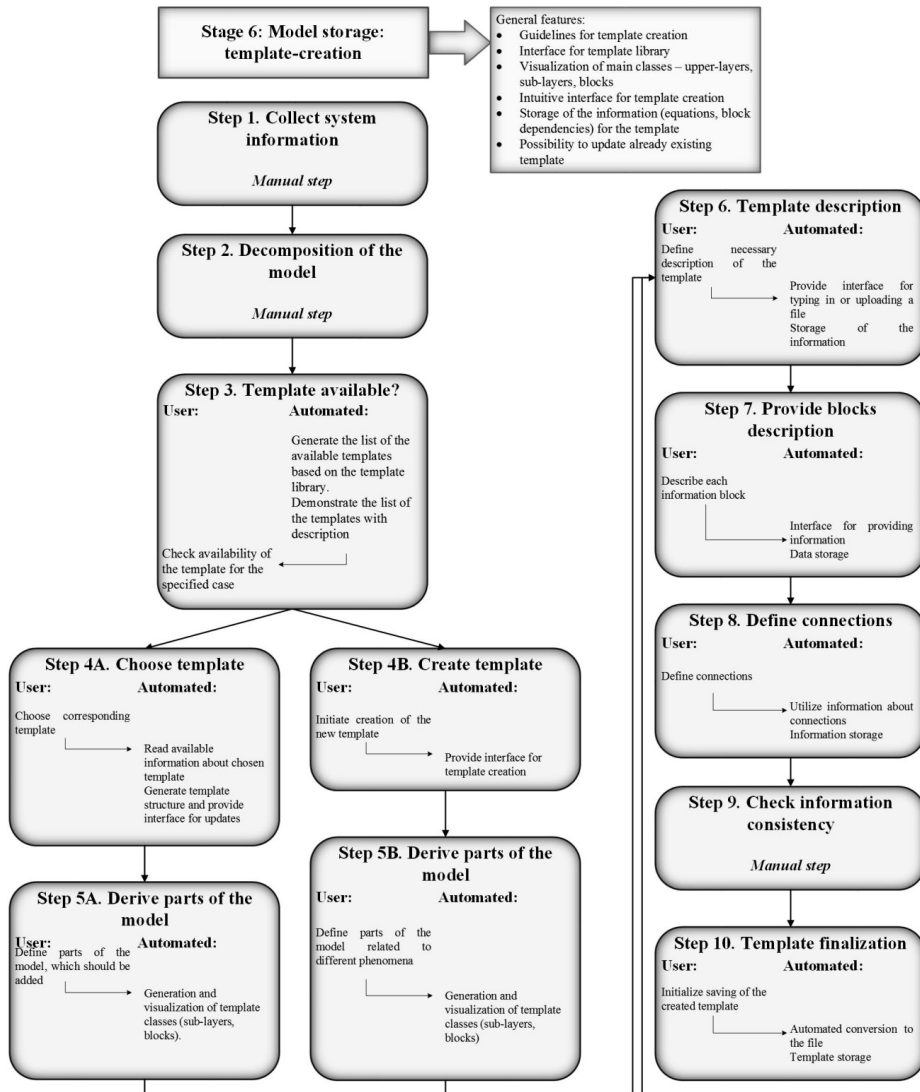 Stage 6: Model storage:
template-creation
General features:
• Guidelines for template creation
• Interface for template library
• Visualization of main classes – upper-layers,
sub-layers, blocks
• Intuitive interface for template creation
• Storage of the information (equations, block
dependencies) for the template
• Possibility to update already existing
template
Step 1. Collect system
information
Manual step
Step 2. Decomposition of the
model
Manual step
Step 3. Template available?
User: Automated:
Generate the list of the
available templates
based on the template
library.
Demonstrate the list of
the templates with
description
Check availability of
the template for the
specified case
Step 4A. Choose template
User: Automated:
Choose corresponding
template
Read available
information about chosen
template
Generate template
structure and provide
interface for updates
Step 4B. Create template
User: Automated:
Initiate creation of the
new template
Provide interface for
template creation
Step 5A. Derive parts of the
model
User: Automated:
Define parts of the
model, which should be
added
Generation and
visualization of template
classes (sub-layers,
blocks).
Step 5B. Derive parts of the
model
User: Automated:
Define parts of the
model related to
different phenomena
Generation and
visualization of template
classes (sub-layers,
blocks)
Step 6. Template description
User: Automated:
Define necessary
description of the
template
Provide interface for
typing in or uploading a
file
Storage of the
information
Step 7. Provide blocks
description
User: Automated:
Describe each
information block
Interface for providing
information
Data storage
Step 8. Define connections
User: Automated:
Define connections
Utilize information about
connections
Information storage
Step 9. Check information
consistency
Manual step
Step 10. Template finalization
User: Automated:
Initialize saving of the
created template
Automated conversion to
the file
Template storage